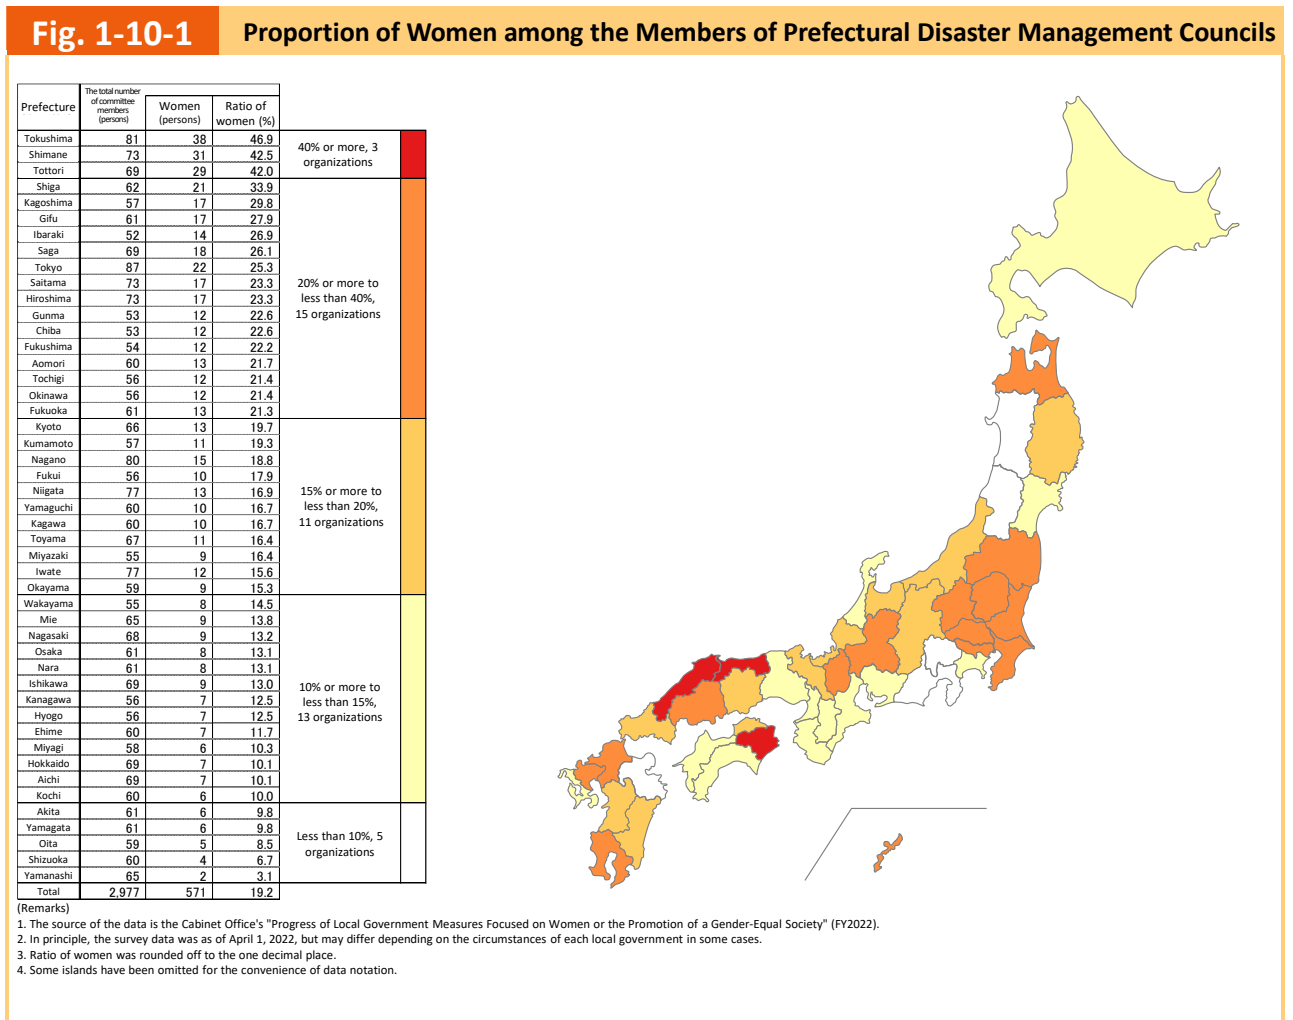 Fig. 1-10-1
Proportion of Women among the Members of Prefectural Disaster Management Councils
Prefecture
The total number
of committee
members
(persons)
Women
(persons)
Ratio of
women (%)
Tokushima 81 38 46.9
Shimane 73 31 42.5
Tottori 69 29 42.0
40% or more, 3
organizations
Shiga 62 21 33.9
Kagoshima 57 17 29.8
Gifu 61 17 27.9
Ibaraki 52 14 26.9
Saga 69 18 26.1
Tokyo 87 22 25.3
Saitama 73 17 23.3
Hiroshima 73 17 23.3
Gunma 53 12 22.6
Chiba 53 12 22.6
Fukushima 54 12 22.2
Aomori 60 13 21.7
Tochigi 56 12 21.4
Okinawa 56 12 21.4
Fukuoka 61 13 21.3
20% or more to
less than 40%,
15 organizations
Kyoto 66 13 19.7
Kumamoto 57 11 19.3
Nagano 80 15 18.8
Fukui 56 10 17.9
Niigata 77 13 16.9
Yamaguchi 60 10 16.7
Kagawa 60 10 16.7
Toyama 67 11 16.4
Miyazaki 55 9 16.4
Iwate 77 12 15.6
Okayama 59 9 15.3
15% or more to
less than 20%,
11 organizations
Wakayama 55 8 14.5
Mie 65 9 13.8
Nagasaki 68 9 13.2
Osaka 61 8 13.1
Nara 61 8 13.1
Ishikawa 69 9 13.0
Kanagawa 56 7 12.5
Hyogo 56 7 12.5
Ehime 60 7 11.7
Miyagi 58 6 10.3
Hokkaido 69 7 10.1
Aichi 69 7 10.1
Kochi 60 6 10.0
10% or more to
less than 15%,
13 organizations
Akita 61 6 9.8
Yamagata 61 6 9.8
Oita 59 5 8.5
Shizuoka 60 4 6.7
Yamanashi 65 2 3.1
Less than 10%, 5
organizations
Total 2,977 571 19.2
(Remarks)
1. The source of the data is the Cabinet Office's "Progress of Local Government Measures Focused on Women or the Promotion of a Gender-Equal Society" (FY2022).
2. In principle, the survey data was as of April 1, 2022, but may differ depending on the circumstances of each local government in some cases.
3. Ratio of women was rounded off to the one decimal place.
4. Some islands have been omitted for the convenience of data notation.